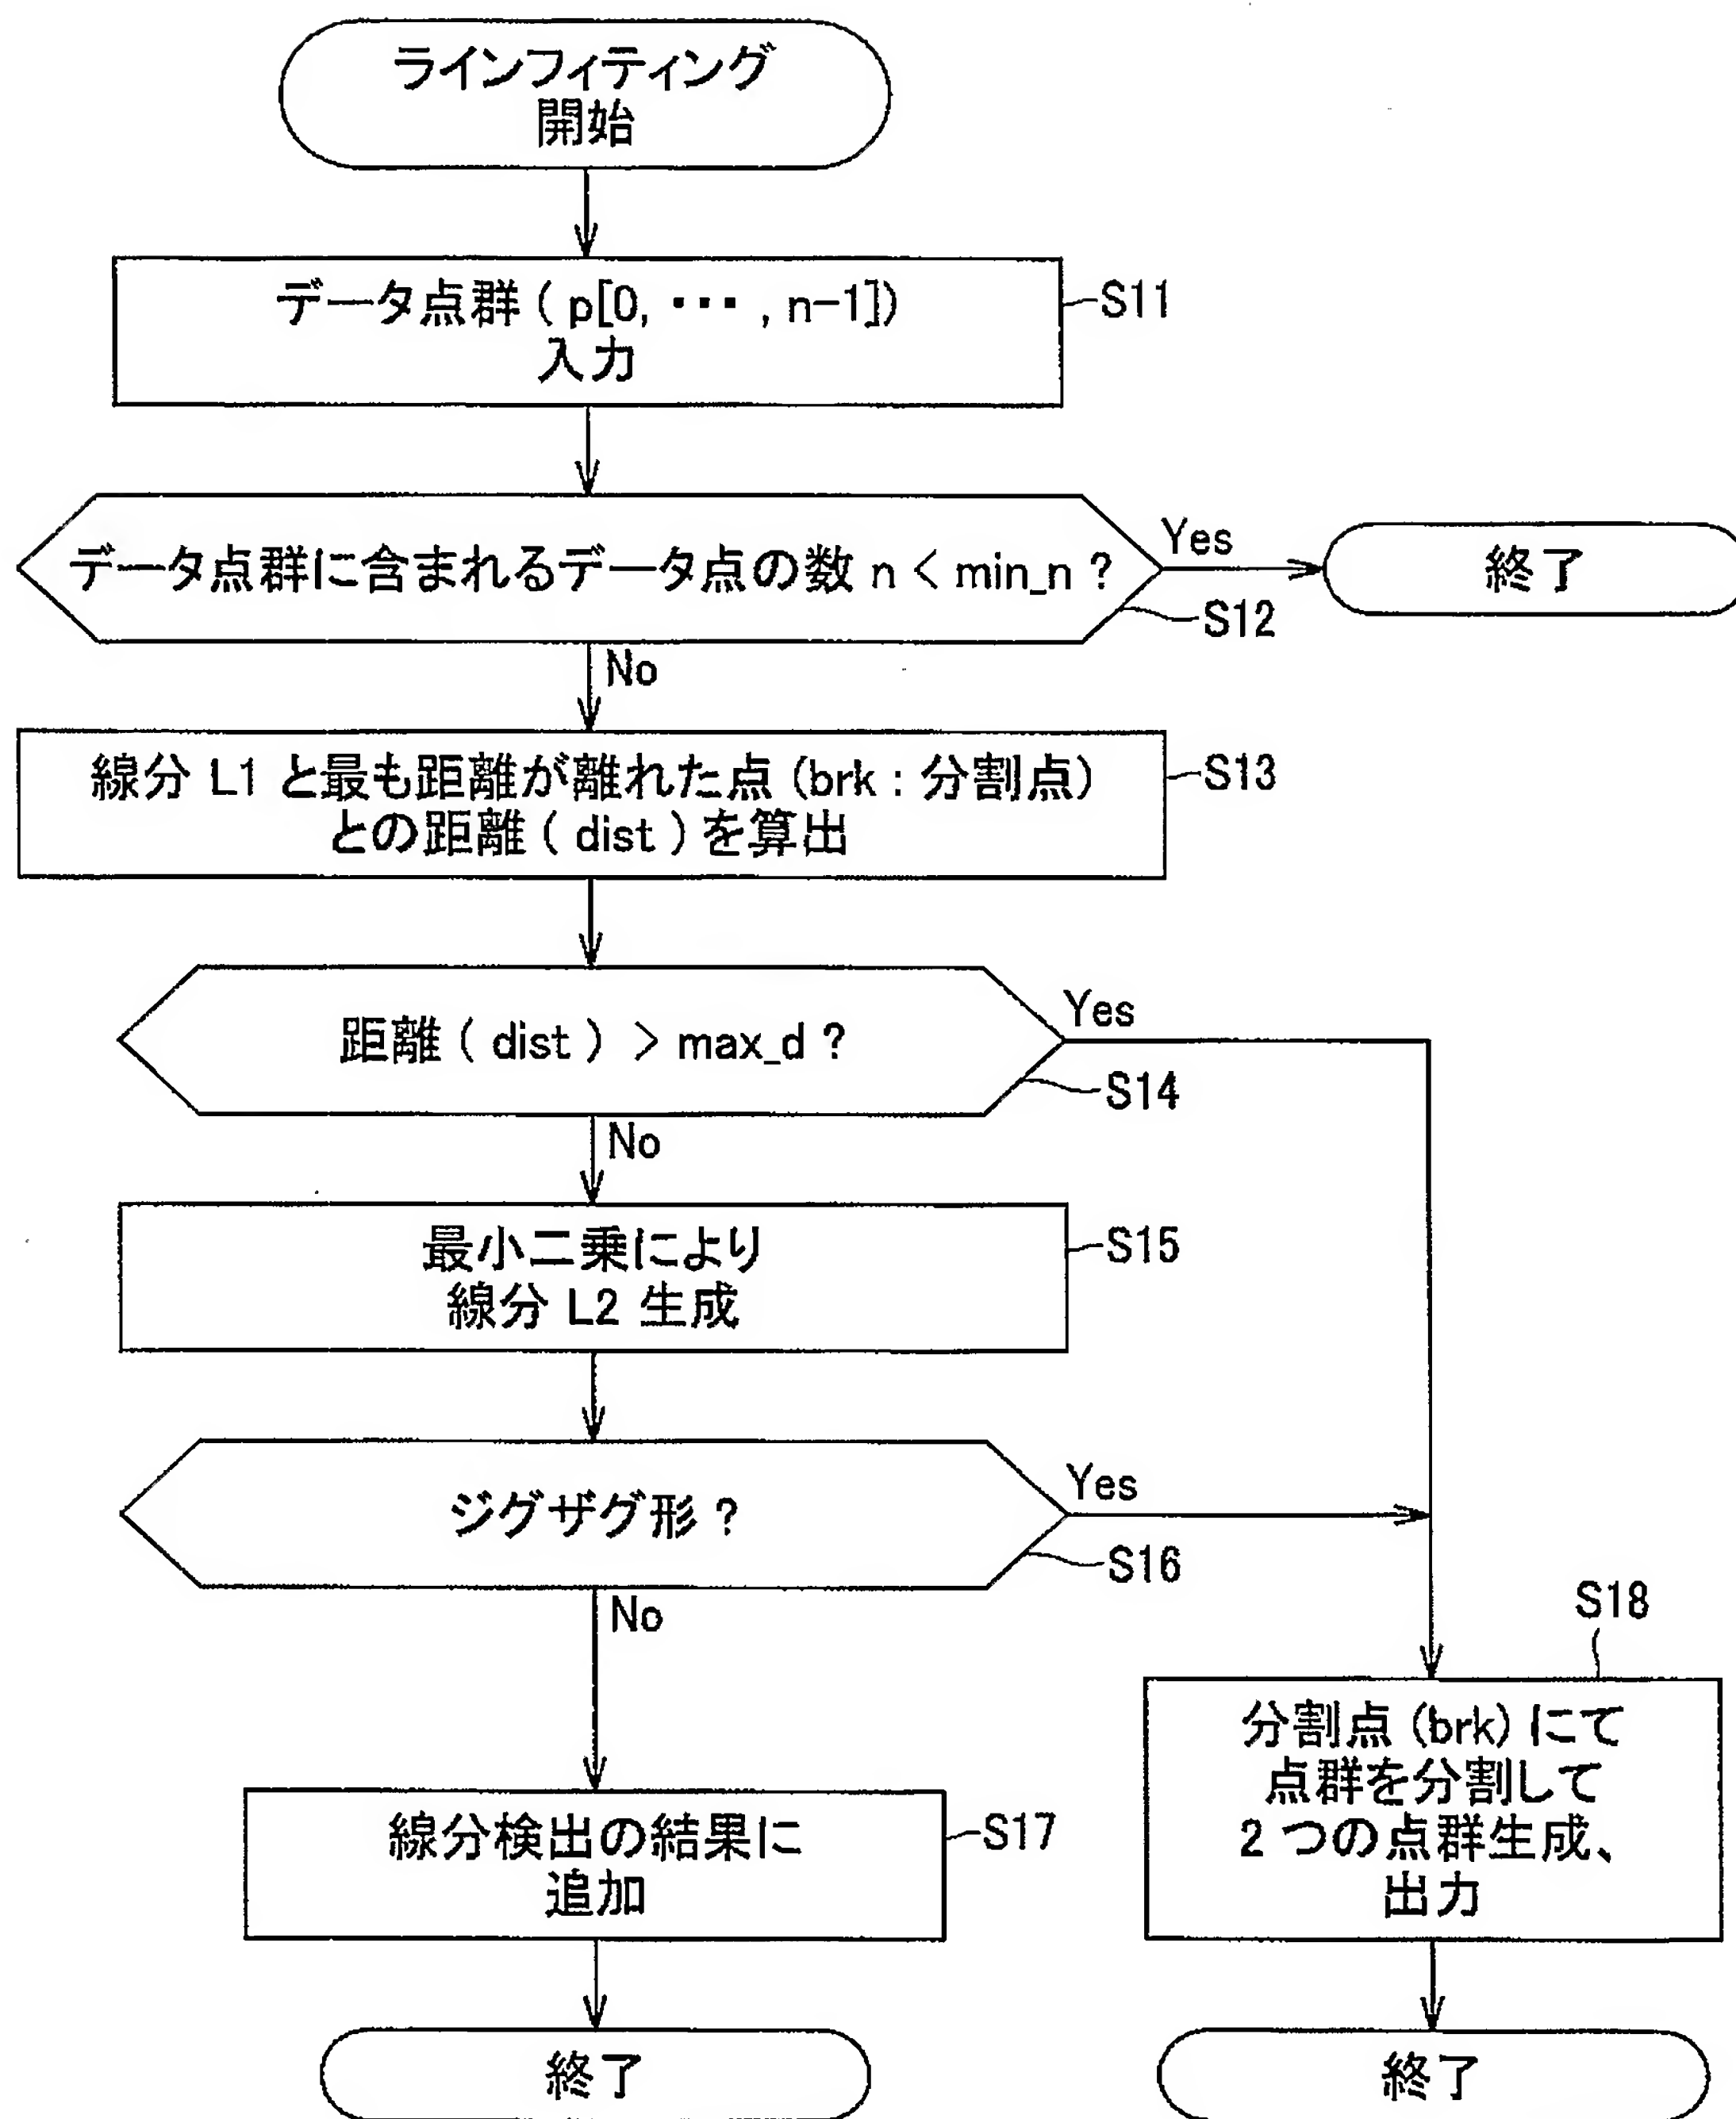 ラインフィティング
開始
データ点群 ( p[0, ・・・ , n-1])
入力
S11
データ点群に含まれるデータ点の数 n < min_n ?
Yes
終了
S12
No
線分 L1 と最も距離が離れた点 (brk : 分割点)
との距離 ( dist ) を算出
S13
距離 ( dist ) > max_d ?
Yes
S14
No
最小二乗により
線分 L2 生成
S15
ジグザグ形 ?
Yes
S16
No
S18
分割点 (brk) にて
点群を分割して
2 つの点群生成、
出力
線分検出の結果に
追加
S17
終了
終了